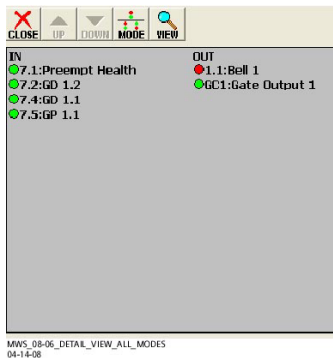 CLOSE UP DOWN MODE VIEW
IN OUT
7.1:Preempt Health 1.1:Bell 1
7.2:GD 1.2 GC1:Gate Output 1
7.4:GD 1.1
7.5:GP 1.1
MWS_08-06_DETAIL_VIEW_ALL_MODES
04-14-08